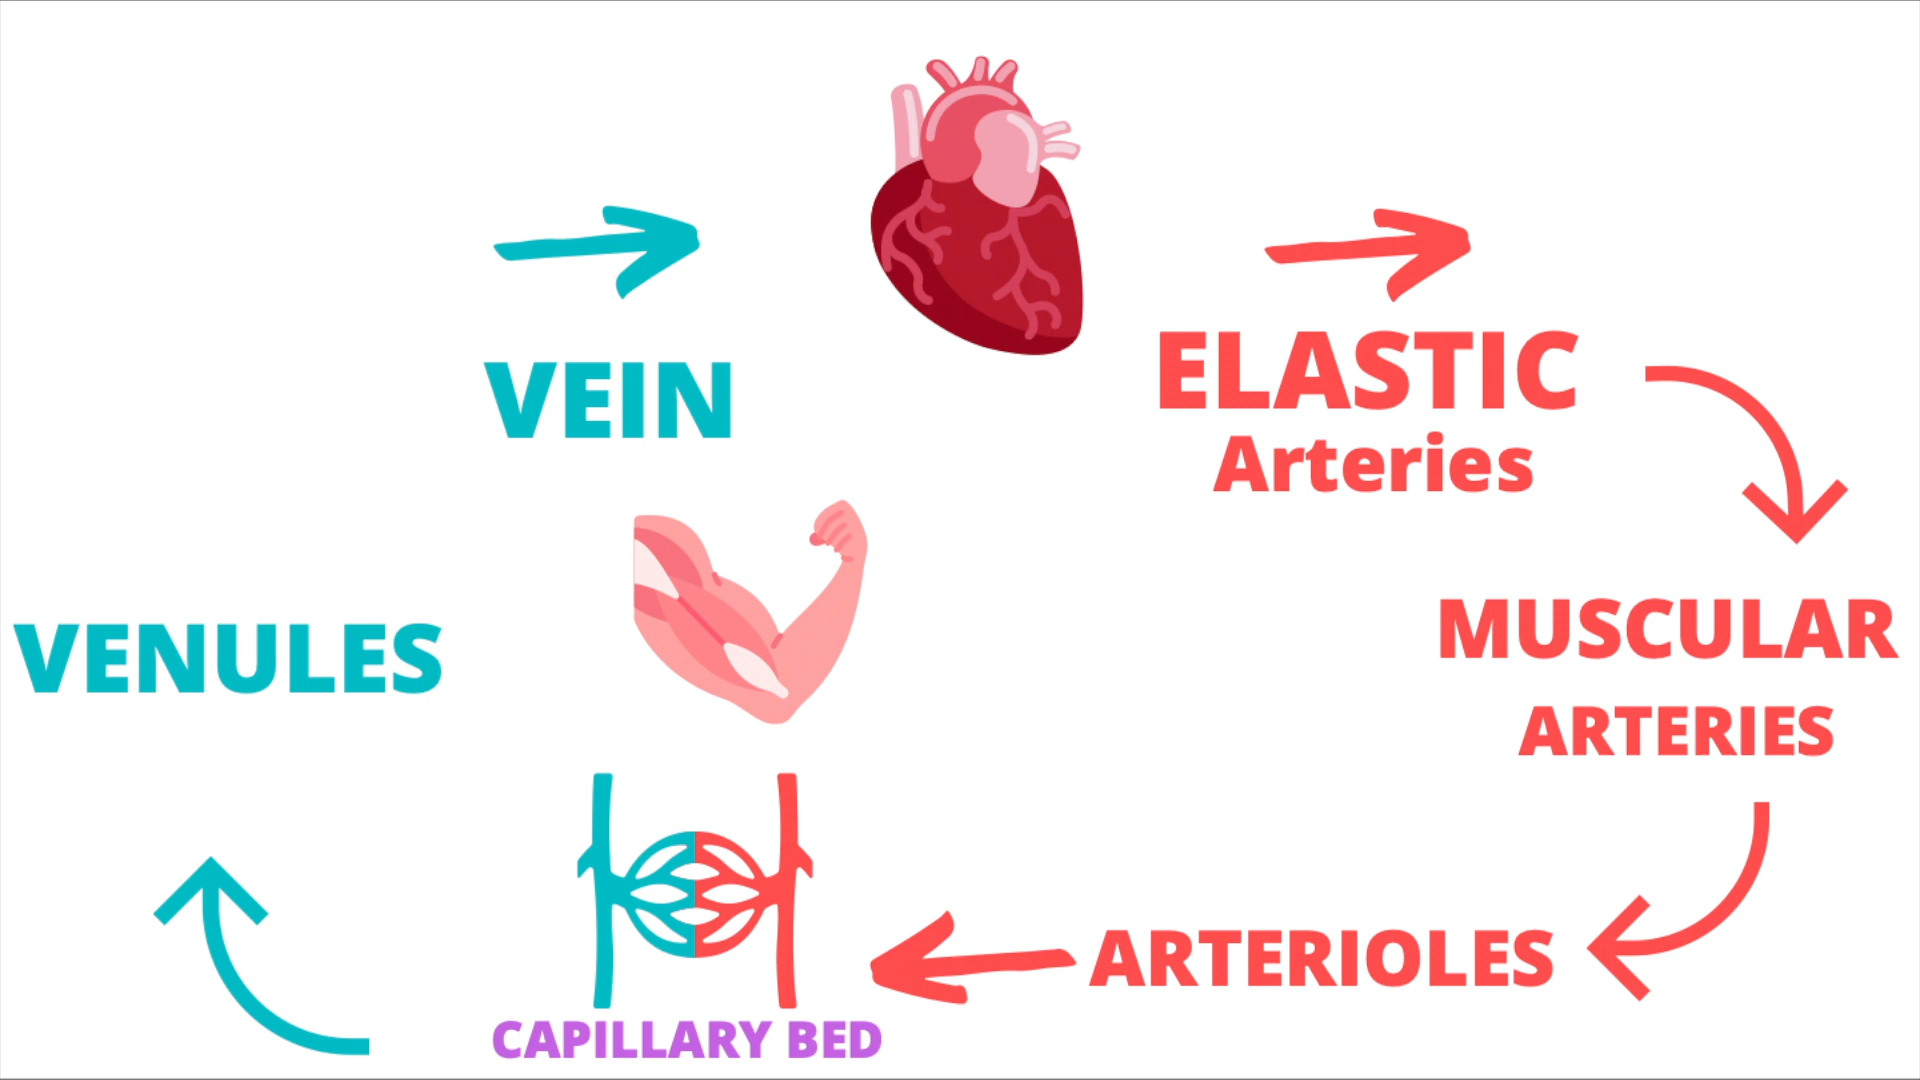 VEIN
ELASTIC
Arteries
VENULES
MUSCULAR
ARTERIES
ARTERIOLES
CAPILLARY BED